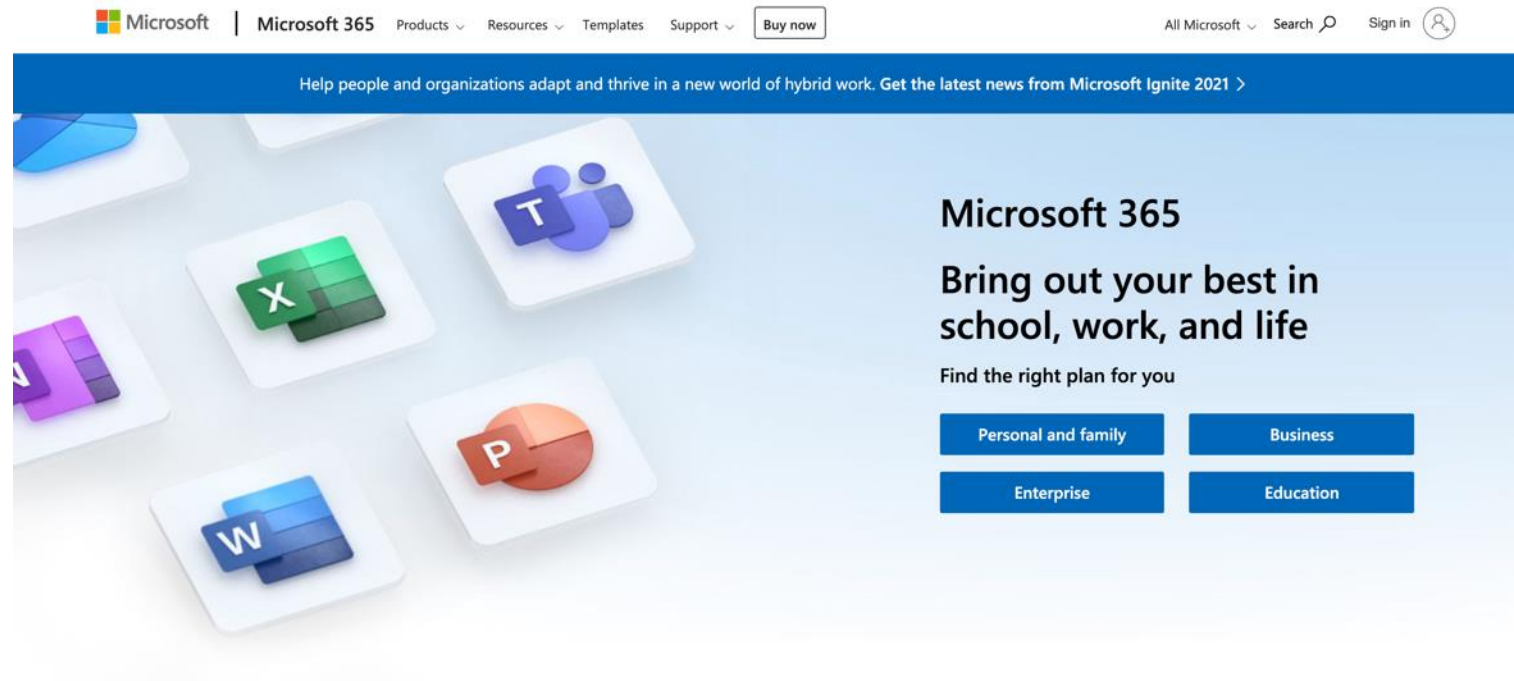 Microsoft | Microsoft 365 Products Resources Templates Support Buy now All Microsoft Search Sign in
Help people and organizations adapt and thrive in a new world of hybrid work. Get the latest news from Microsoft Ignite 2021 >
T
X
N
P
W
Microsoft 365
Bring out your best in
school, work, and life
Find the right plan for you
Personal and family Business
Enterprise Education